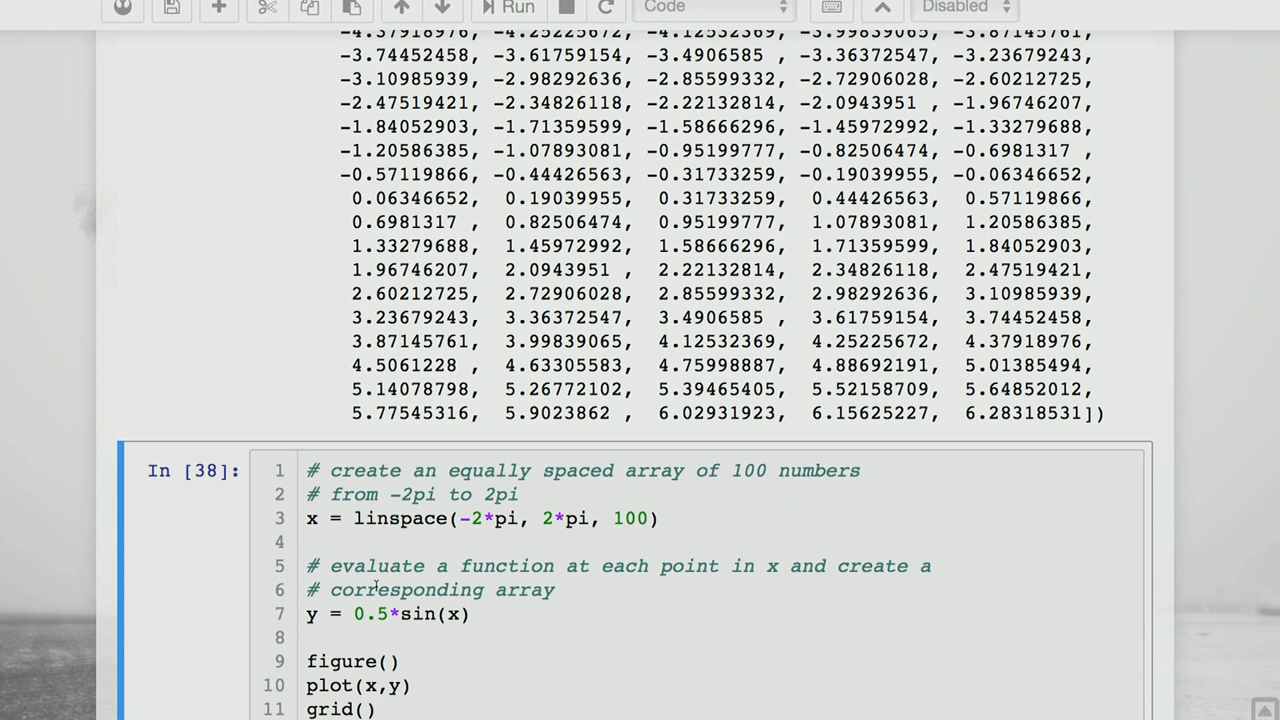 Run Code Disabled
-4.37918976, -4.25225672, -4.12532369, -3.99839065, -3.87145761,
-3.74452458, -3.61759154, -3.4906585 , -3.36372547, -3.23679243,
-3.10985939, -2.98292636, -2.85599332, -2.72906028, -2.60212725,
-2.47519421, -2.34826118, -2.22132814, -2.0943951 , -1.96746207,
-1.84052903, -1.71359599, -1.58666296, -1.45972992, -1.33279688,
-1.20586385, -1.07893081, -0.95199777, -0.82506474, -0.6981317 ,
-0.57119866, -0.44426563, -0.31733259, -0.19039955, -0.06346652,
0.06346652, 0.19039955, 0.31733259, 0.44426563, 0.57119866,
0.6981317 , 0.82506474, 0.95199777, 1.07893081, 1.20586385,
1.33279688, 1.45972992, 1.58666296, 1.71359599, 1.84052903,
1.96746207, 2.0943951 , 2.22132814, 2.34826118, 2.47519421,
2.60212725, 2.72906028, 2.85599332, 2.98292636, 3.10985939,
3.23679243, 3.36372547, 3.4906585 , 3.61759154, 3.74452458,
3.87145761, 3.99839065, 4.12532369, 4.25225672, 4.37918976,
4.5061228 , 4.63305583, 4.75998887, 4.88692191, 5.01385494,
5.14078798, 5.26772102, 5.39465405, 5.52158709, 5.64852012,
5.77545316, 5.9023862 , 6.02931923, 6.15625227, 6.28318531])
In [38]: 1 # create an equally spaced array of 100 numbers
2 # from -2pi to 2pi
3 x = linspace(-2*pi, 2*pi, 100)
4
5 # evaluate a function at each point in x and create a
6 # corresponding array
7 y = 0.5*sin(x)
8
9 figure()
10 plot(x,y)
11 grid()